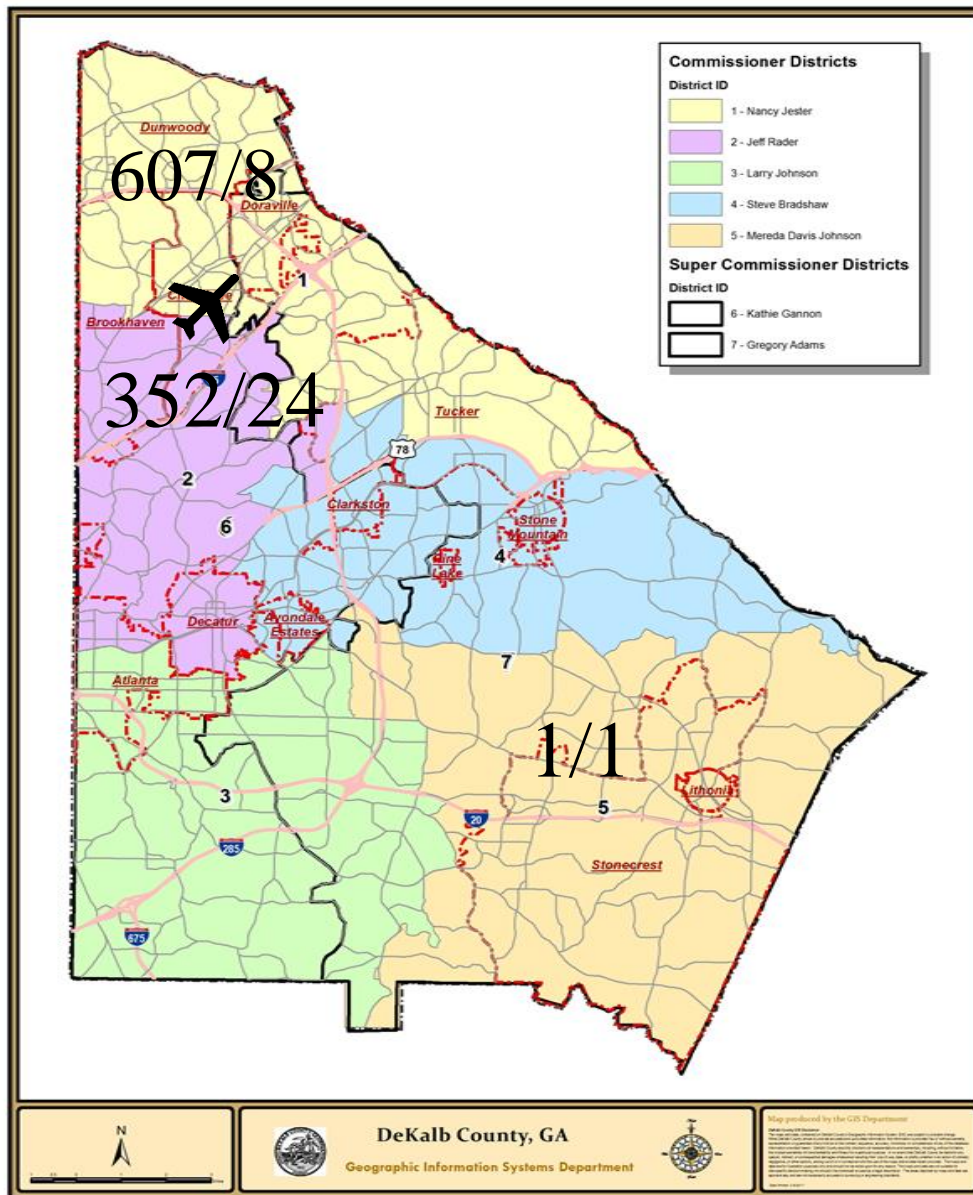 Commissioner Districts
District ID
1 - Nancy Jester
2 - Jeff Rader
3 - Larry Johnson
4 - Steve Bradshaw
5 - Mereda Davis Johnson
Super Commissioner Districts
District ID
6 - Kathie Gannon
7 - Gregory Adams
Dunwoody
607/8
Doraville
1
Brookhaven
352/24
Tucker
78
2
Clarkston
6
Stone
Mountain
4
Lake
Decatur
Avondale
Estates
7
Atlanta
1/1
3
5
20
285
Stonecrest
675
N
DeKalb County, GA
Geographic Information Systems Department
Map produced by the GIS Department